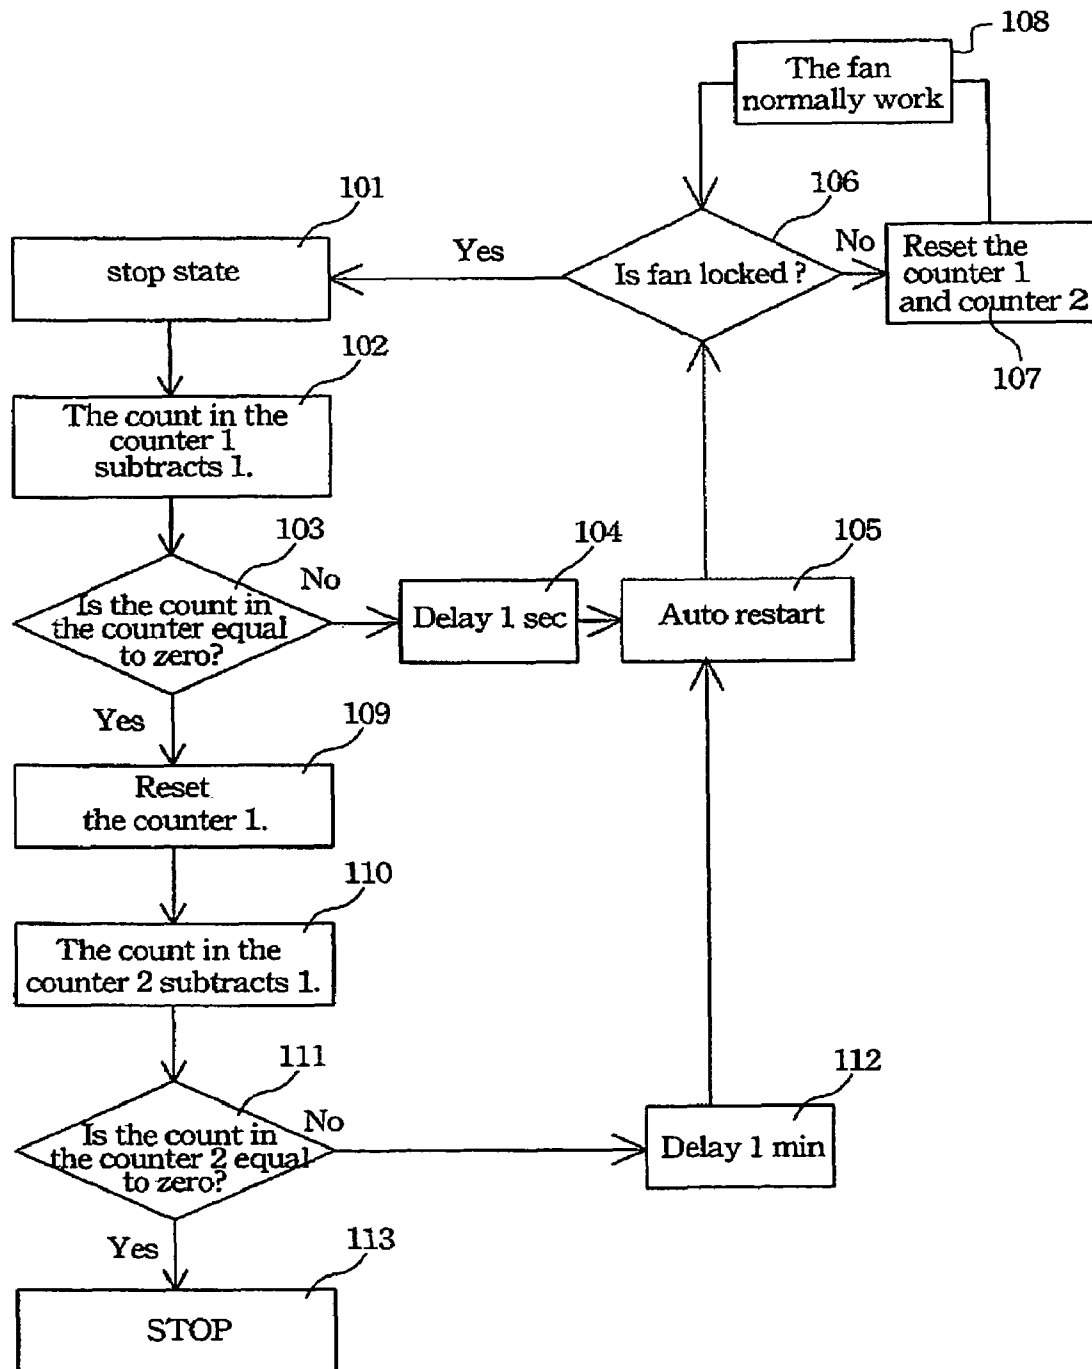 108
The fan
normally work
101
106
stop state
Yes
Is fan locked ?
No
Reset the
counter 1
and counter 2
107
102
The count in the
counter 1
subtracts 1.
103
Is the count in
the counter equal
to zero?
No
104
Delay 1 sec
105
Auto restart
Yes
109
Reset
the counter 1.
110
The count in the
counter 2 subtracts 1.
111
Is the count in
the counter 2 equal
to zero?
No
112
Delay 1 min
Yes
113
STOP